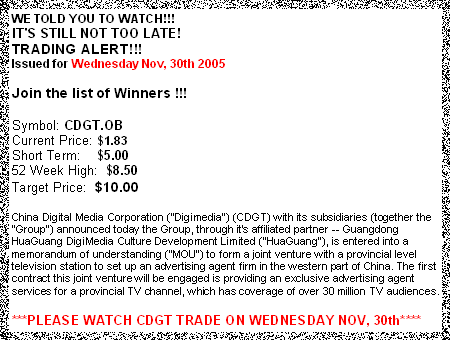 WE TOLD YOU TO WATCH!!!
IT'S STILL NOT TOO LATE!
TRADING ALERT!!!
Issued for Wednesday Nov, 30th 2005
Join the list of Winners !!!
Symbol: CDGT.OB
Current Price: $1.83
Short Term: $5.00
52 Week High: $8.50
Target Price: $10.00
China Digital Media Corporation ("Digimedia") (CDGT) with its subsidiaries (together the
"Group") announced today the Group, through it's affiliated partner -- Guangdong
HuaGuang DigiMedia Culture Development Limited ("HuaGuang"), is entered into a
memorandum of understanding ("MOU") to form a joint venture with a provincial level
television station to set up an advertising agent firm in the western part of China. The first
contract this joint venture will be engaged is providing an exclusive advertising agent
services for a provincial TV channel, which has coverage of over 30 million TV audiences.
***PLEASE WATCH CDGT TRADE ON WEDNESDAY NOV, 30th****